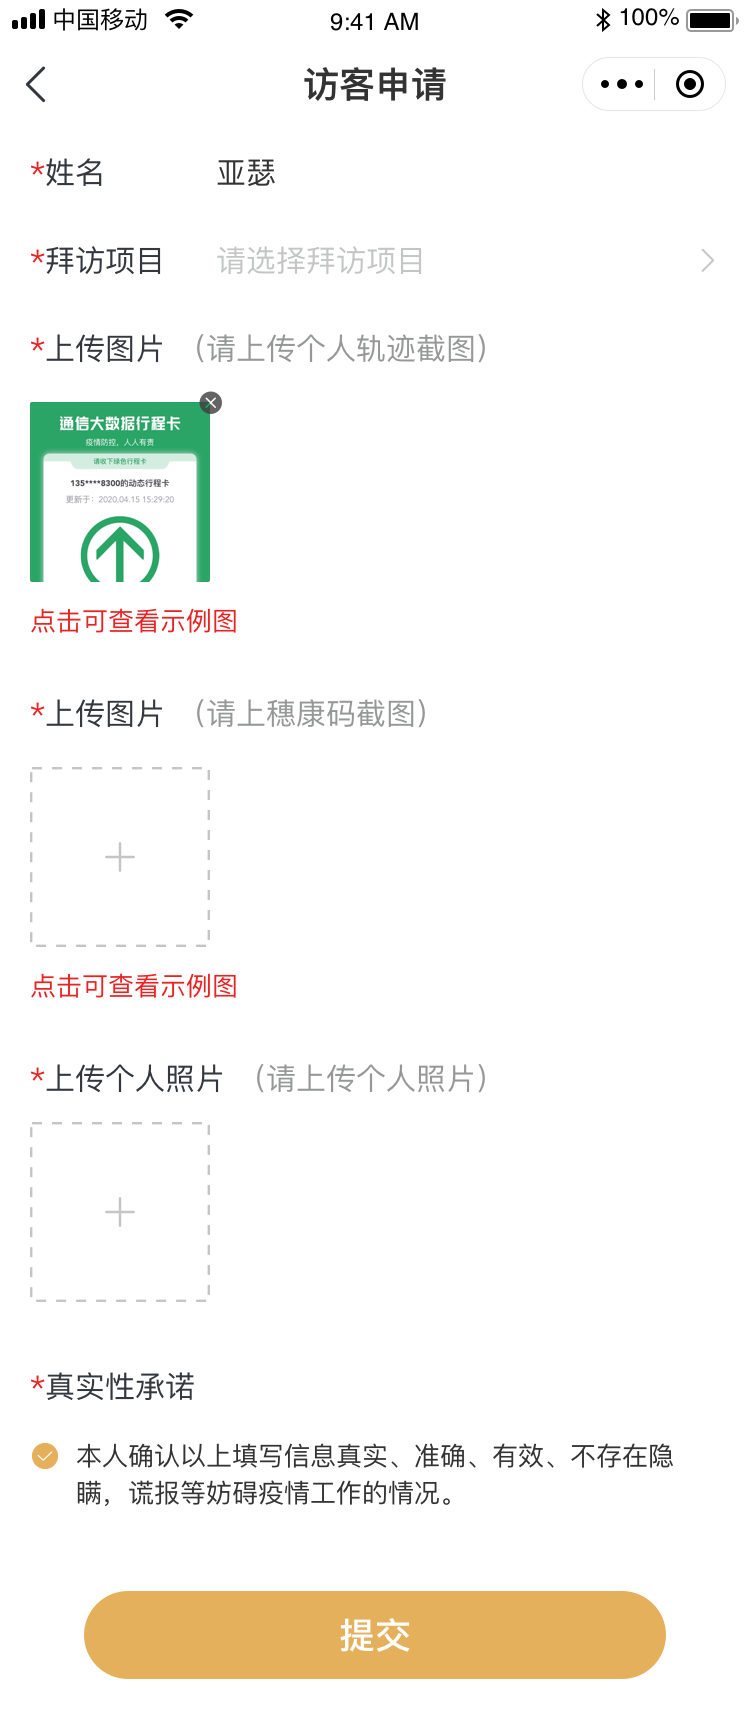 中国移动 9:41 AM 100%
访客申请
*姓名 亚瑟
*拜访项目 请选择拜访项目
*上传图片 （请上传个人轨迹截图）
通信大数据行程卡
疫情防控，人人有责
请收下绿色行程卡
135****8300的动态行程卡
更新于：2020.04.15 15:29:20
点击可查看示例图
*上传图片 （请上穗康码截图）
点击可查看示例图
*上传个人照片 （请上传个人照片）
*真实性承诺
本人确认以上填写信息真实、准确、有效、不存在隐
瞒，谎报等妨碍疫情工作的情况。
提交